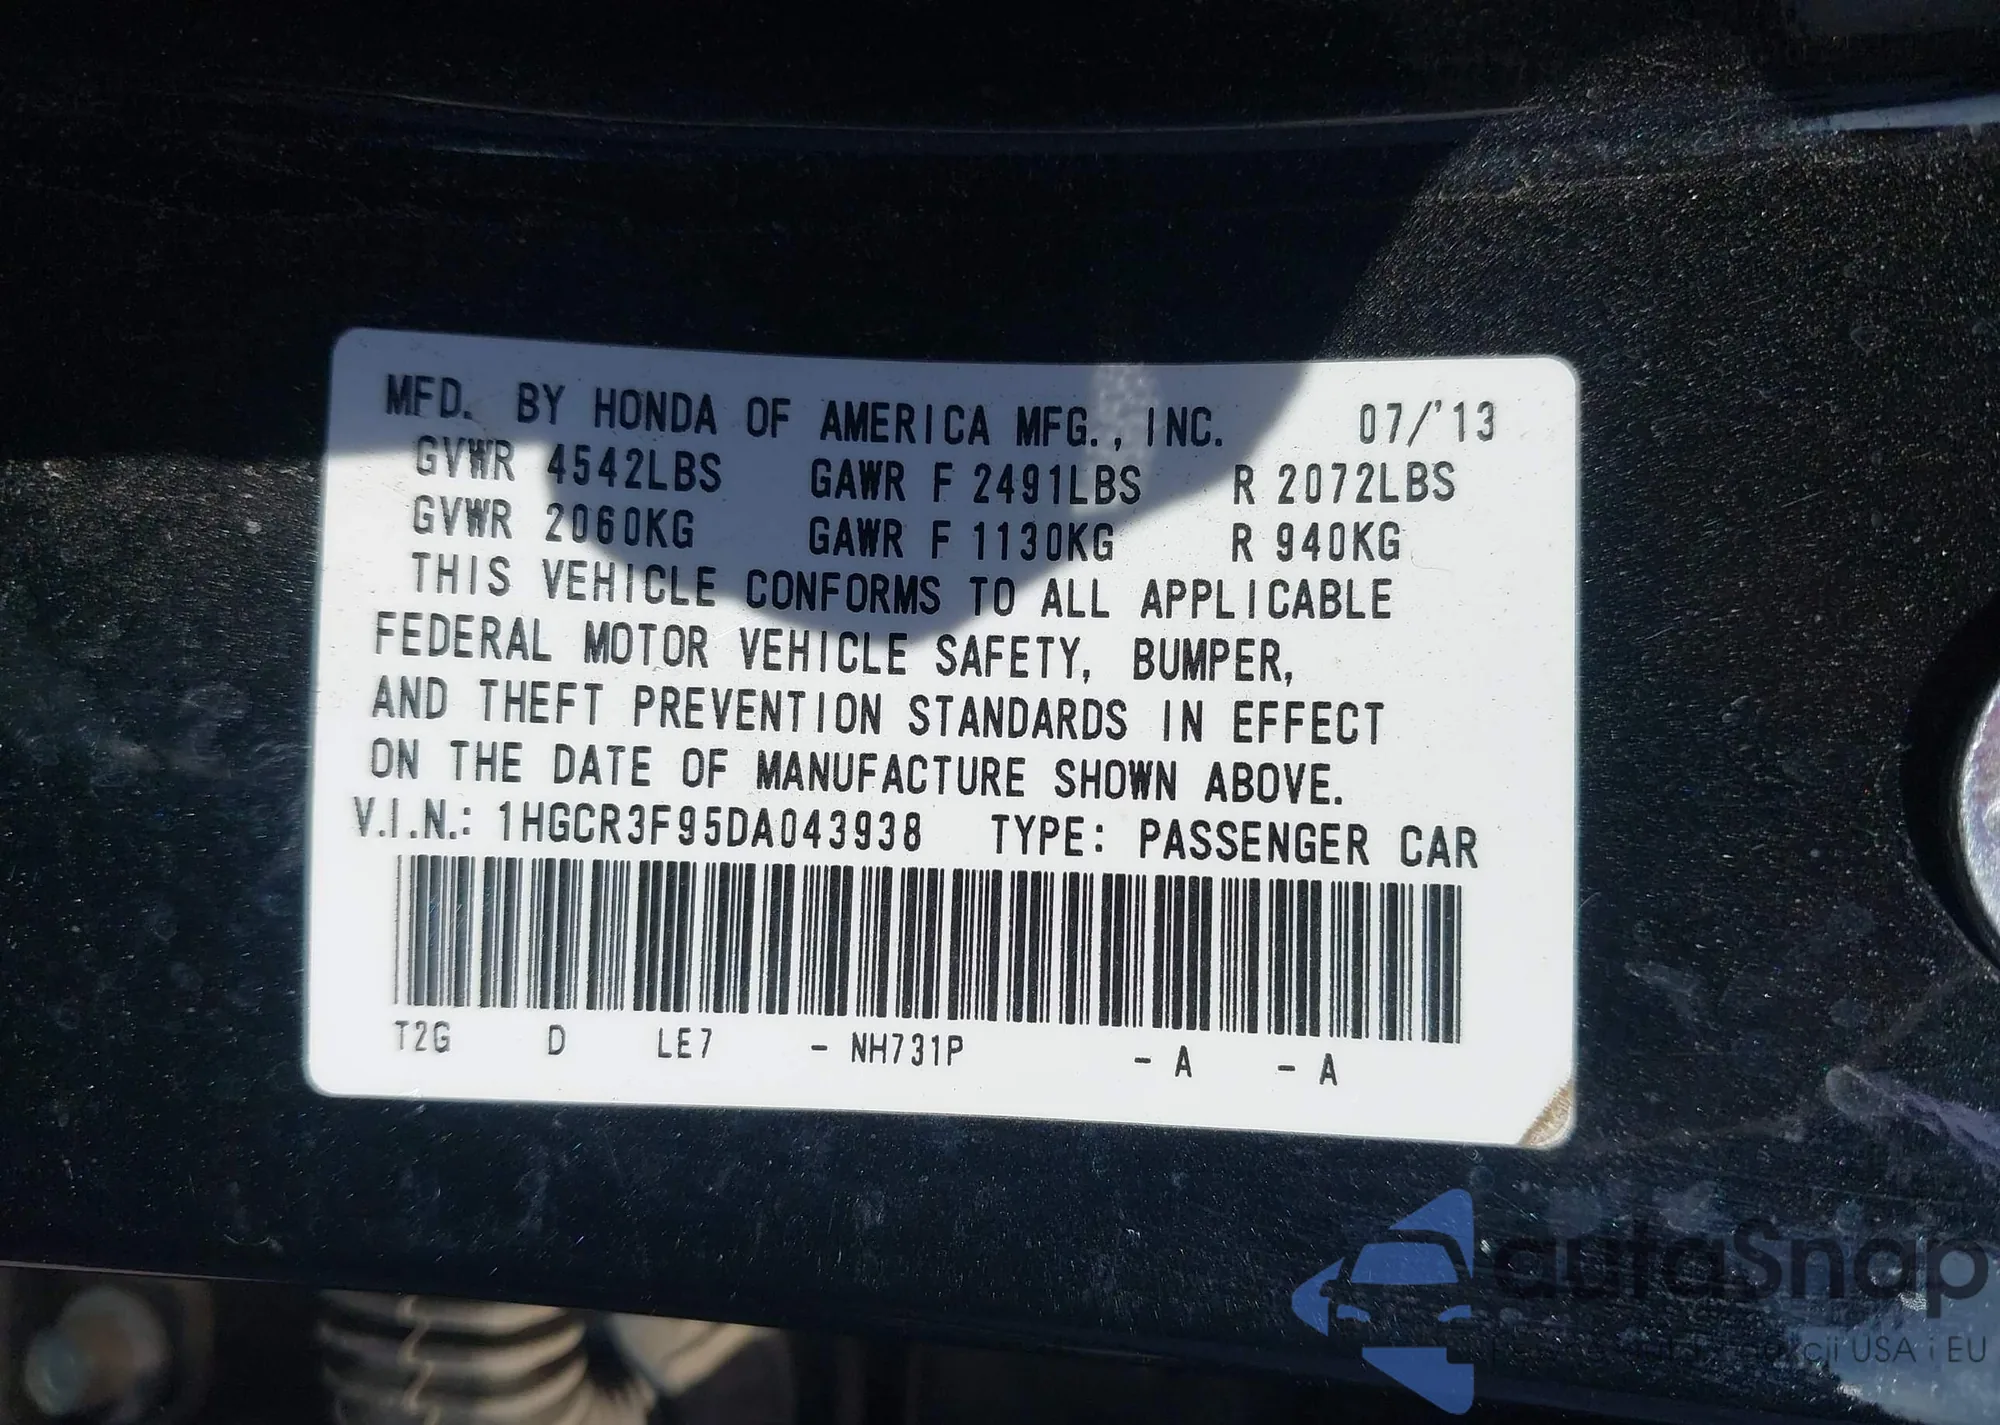 MFD. BY HONDA OF AMERICA MFG., INC. 07/'13
GVWR 4542LBS GAWR F 2491LBS R 2072LBS
GVWR 2060KG GAWR F 1130KG R 940KG
THIS VEHICLE CONFORMS TO ALL APPLICABLE
FEDERAL MOTOR VEHICLE SAFETY, BUMPER,
AND THEFT PREVENTION STANDARDS IN EFFECT
ON THE DATE OF MANUFACTURE SHOWN ABOVE.
V.I.N.: 1HGCR3F95DA043938 TYPE: PASSENGER CAR
T2G D LE7 - NH731P - A - A
autoSnap
USA i EU